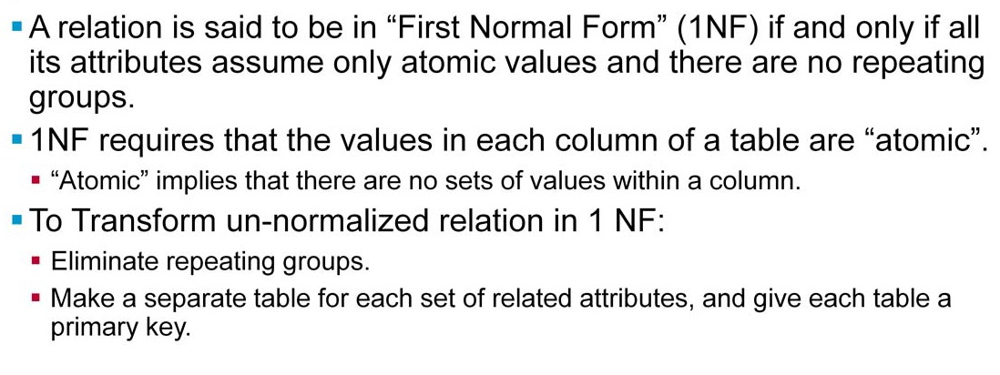 ▪ A relation is said to be in “First Normal Form” (1NF) if and only if all
its attributes assume only atomic values and there are no repeating
groups.
▪ 1NF requires that the values in each column of a table are “atomic”.
▪ “Atomic” implies that there are no sets of values within a column.
▪ To Transform un-normalized relation in 1 NF:
▪ Eliminate repeating groups.
▪ Make a separate table for each set of related attributes, and give each table a
primary key.